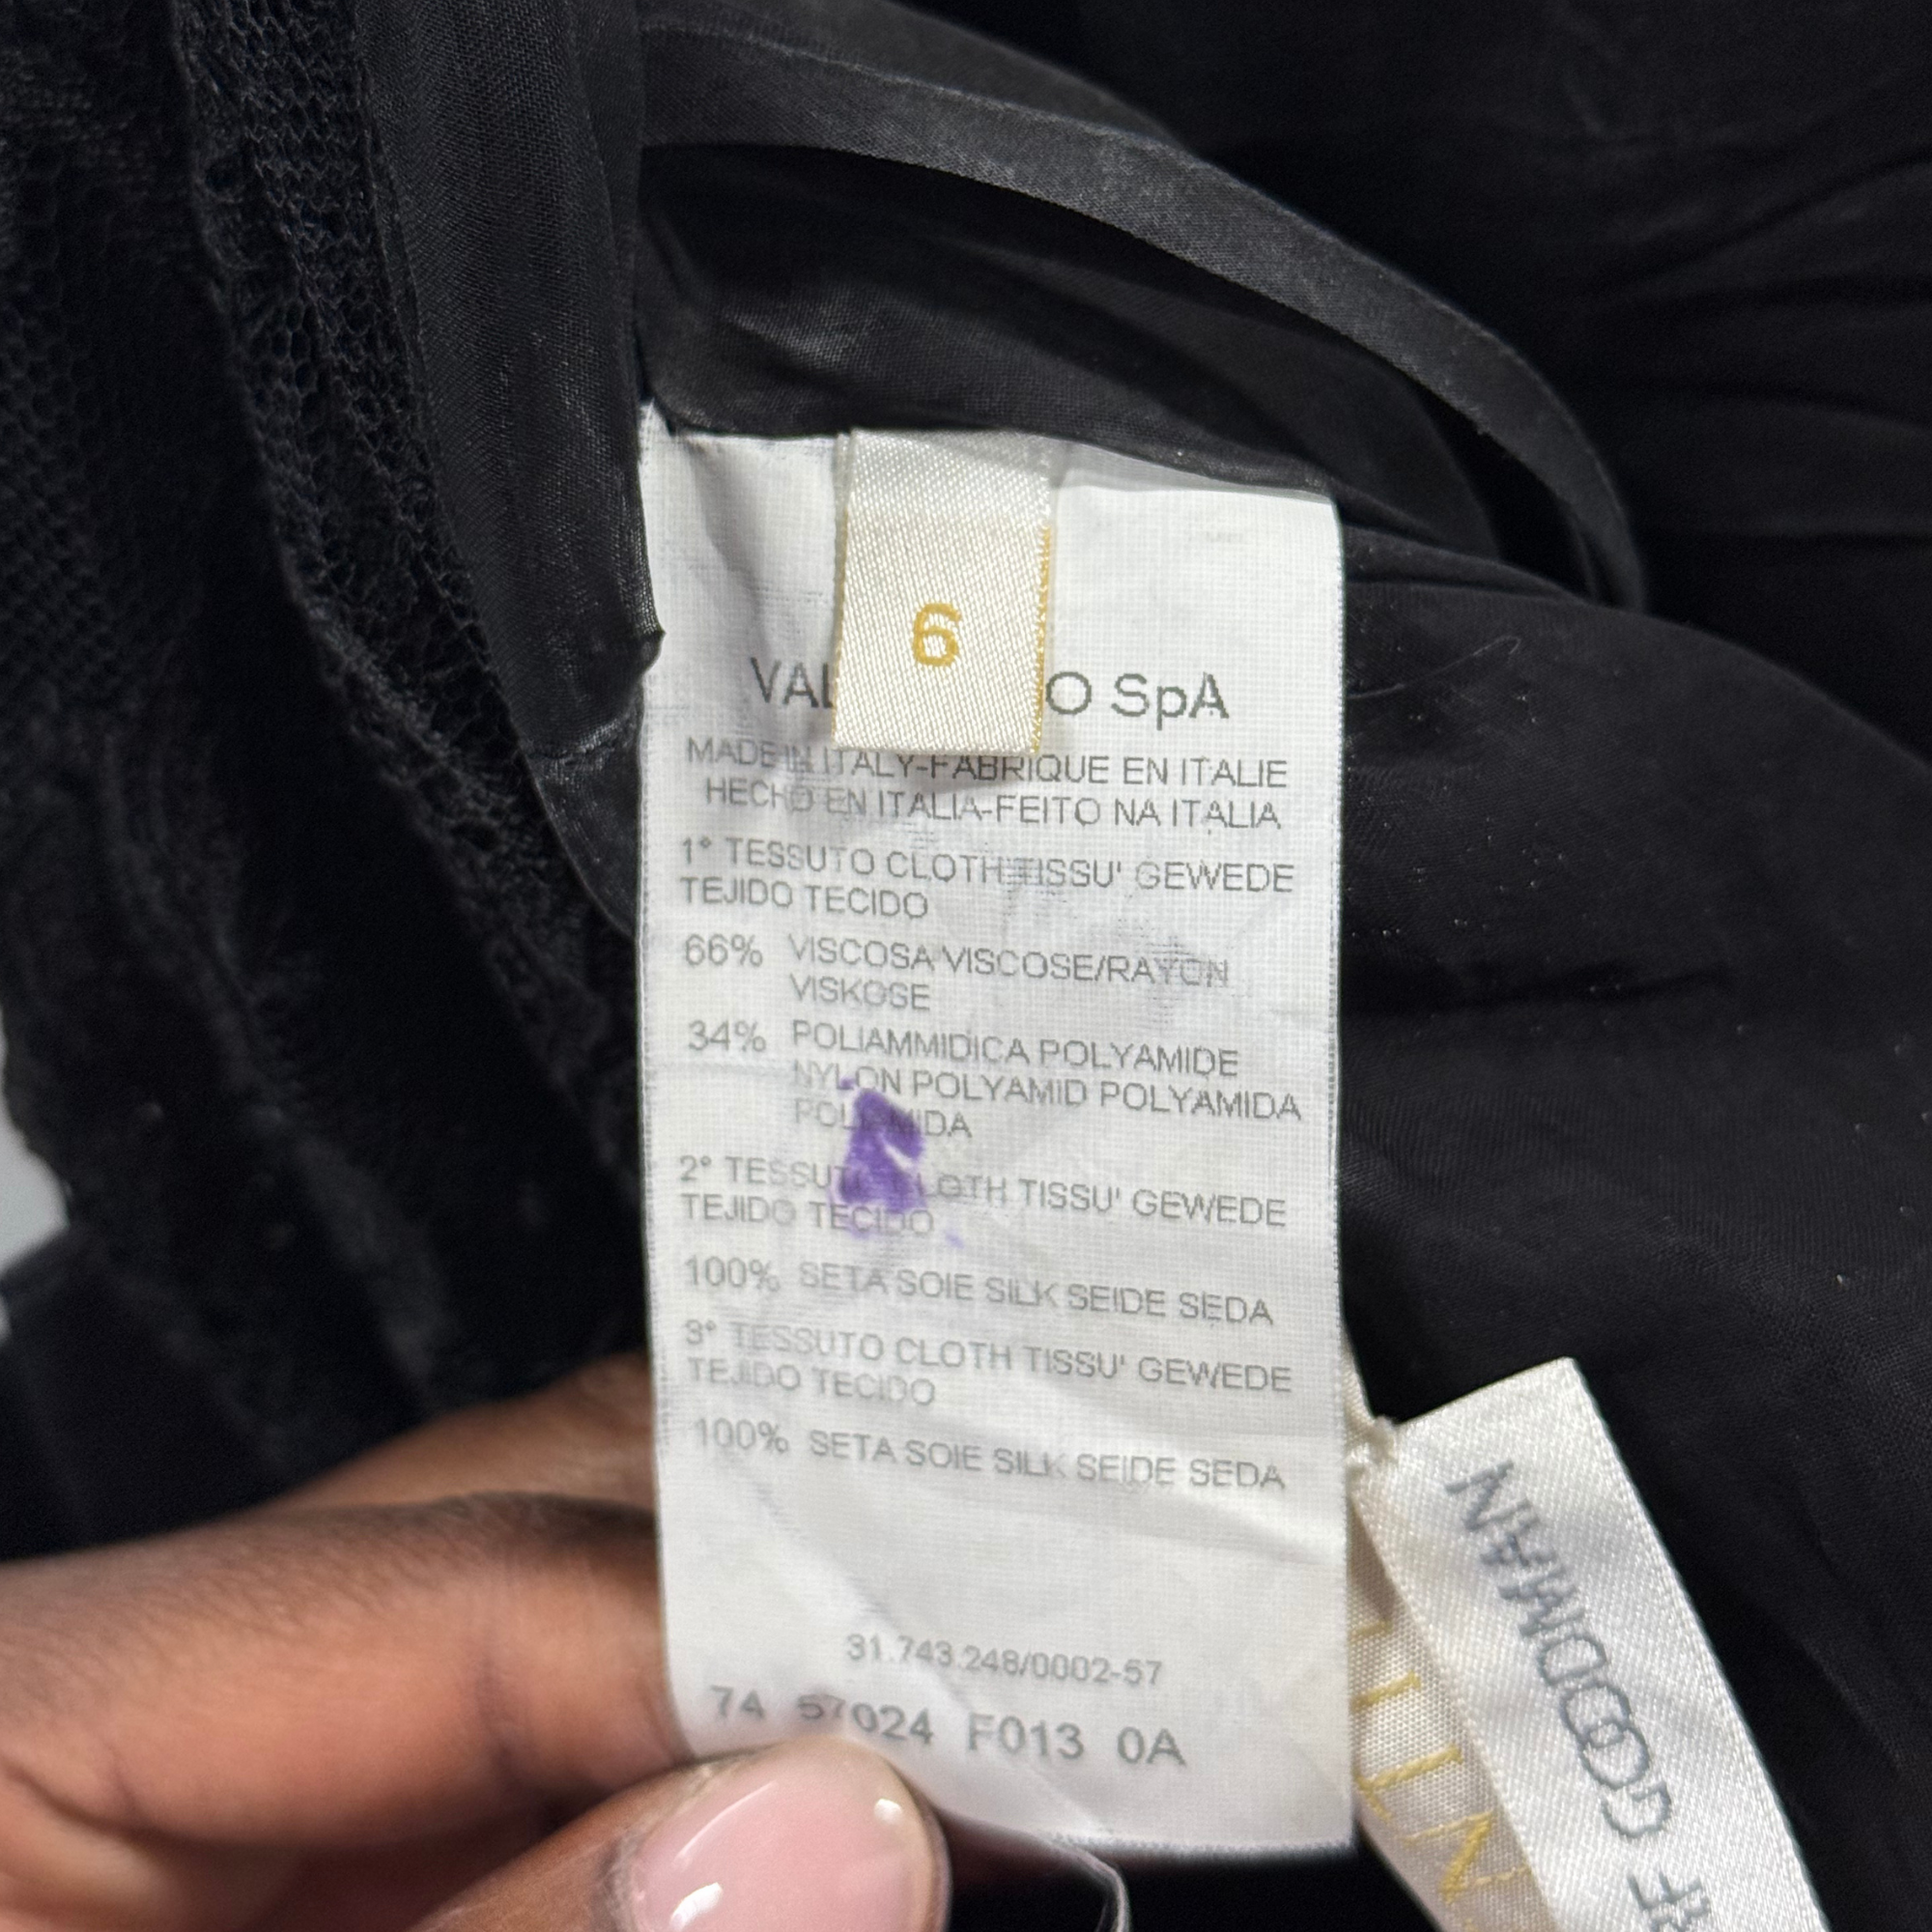 6
VAL O SpA
MADE IN ITALY-FABRIQUE EN ITALIE
HECHO EN ITALIA-FEITO NA ITALIA
1° TESSUTO CLOTH TISSU' GEWEDE
TEJIDO TECIDO
66% VISCOSA VISCOSE/RAYON
VISKOSE
34% POLIAMMIDICA POLYAMIDE
NYLON POLYAMID POLYAMIDA
POLIAMIDA
2° TESSUTO CLOTH TISSU' GEWEDE
TEJIDO TECIDO
100% SETA SOIE SILK SEIDE SEDA
3° TESSUTO CLOTH TISSU' GEWEDE
TEJIDO TECIDO
100% SETA SOIE SILK SEIDE SEDA
31.743.248/0002-57
74 57024 F013 0A
GOODMAN